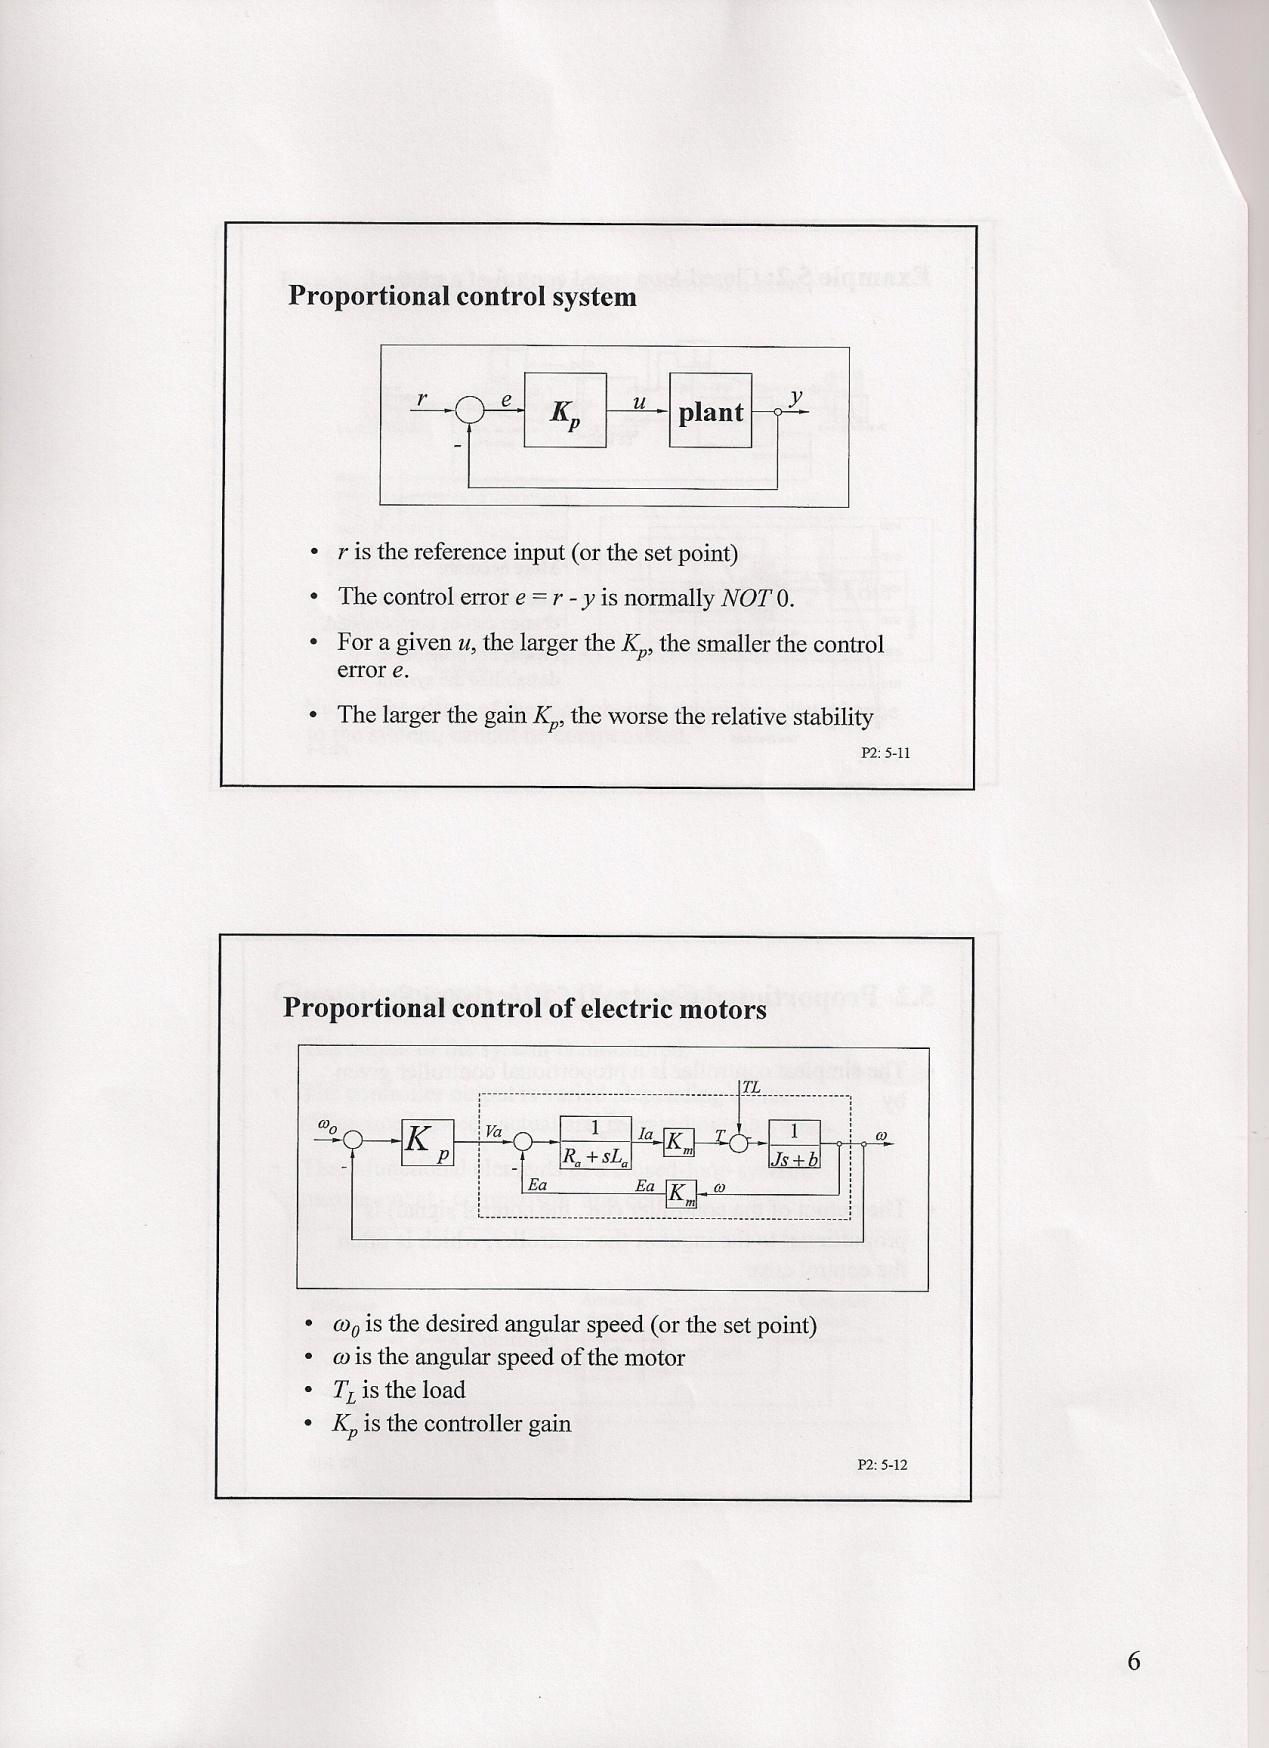 Proportional control system
r
e
K_p
u
plant
y
-
• r is the reference input (or the set point)
• The control error e = r - y is normally NOT 0.
• For a given u, the larger the K_p, the smaller the control
error e.
• The larger the gain K_p, the worse the relative stability
P2: 5-11
Proportional control of electric motors
TL
ω_o
K_p
Va
1
R_a + sL_a
Ia
K_m
T
-
1
Js + b
ω
-
-
Ea
Ea
K_m
ω
• ω_0 is the desired angular speed (or the set point)
• ω is the angular speed of the motor
• T_L is the load
• K_p is the controller gain
P2: 5-12
6